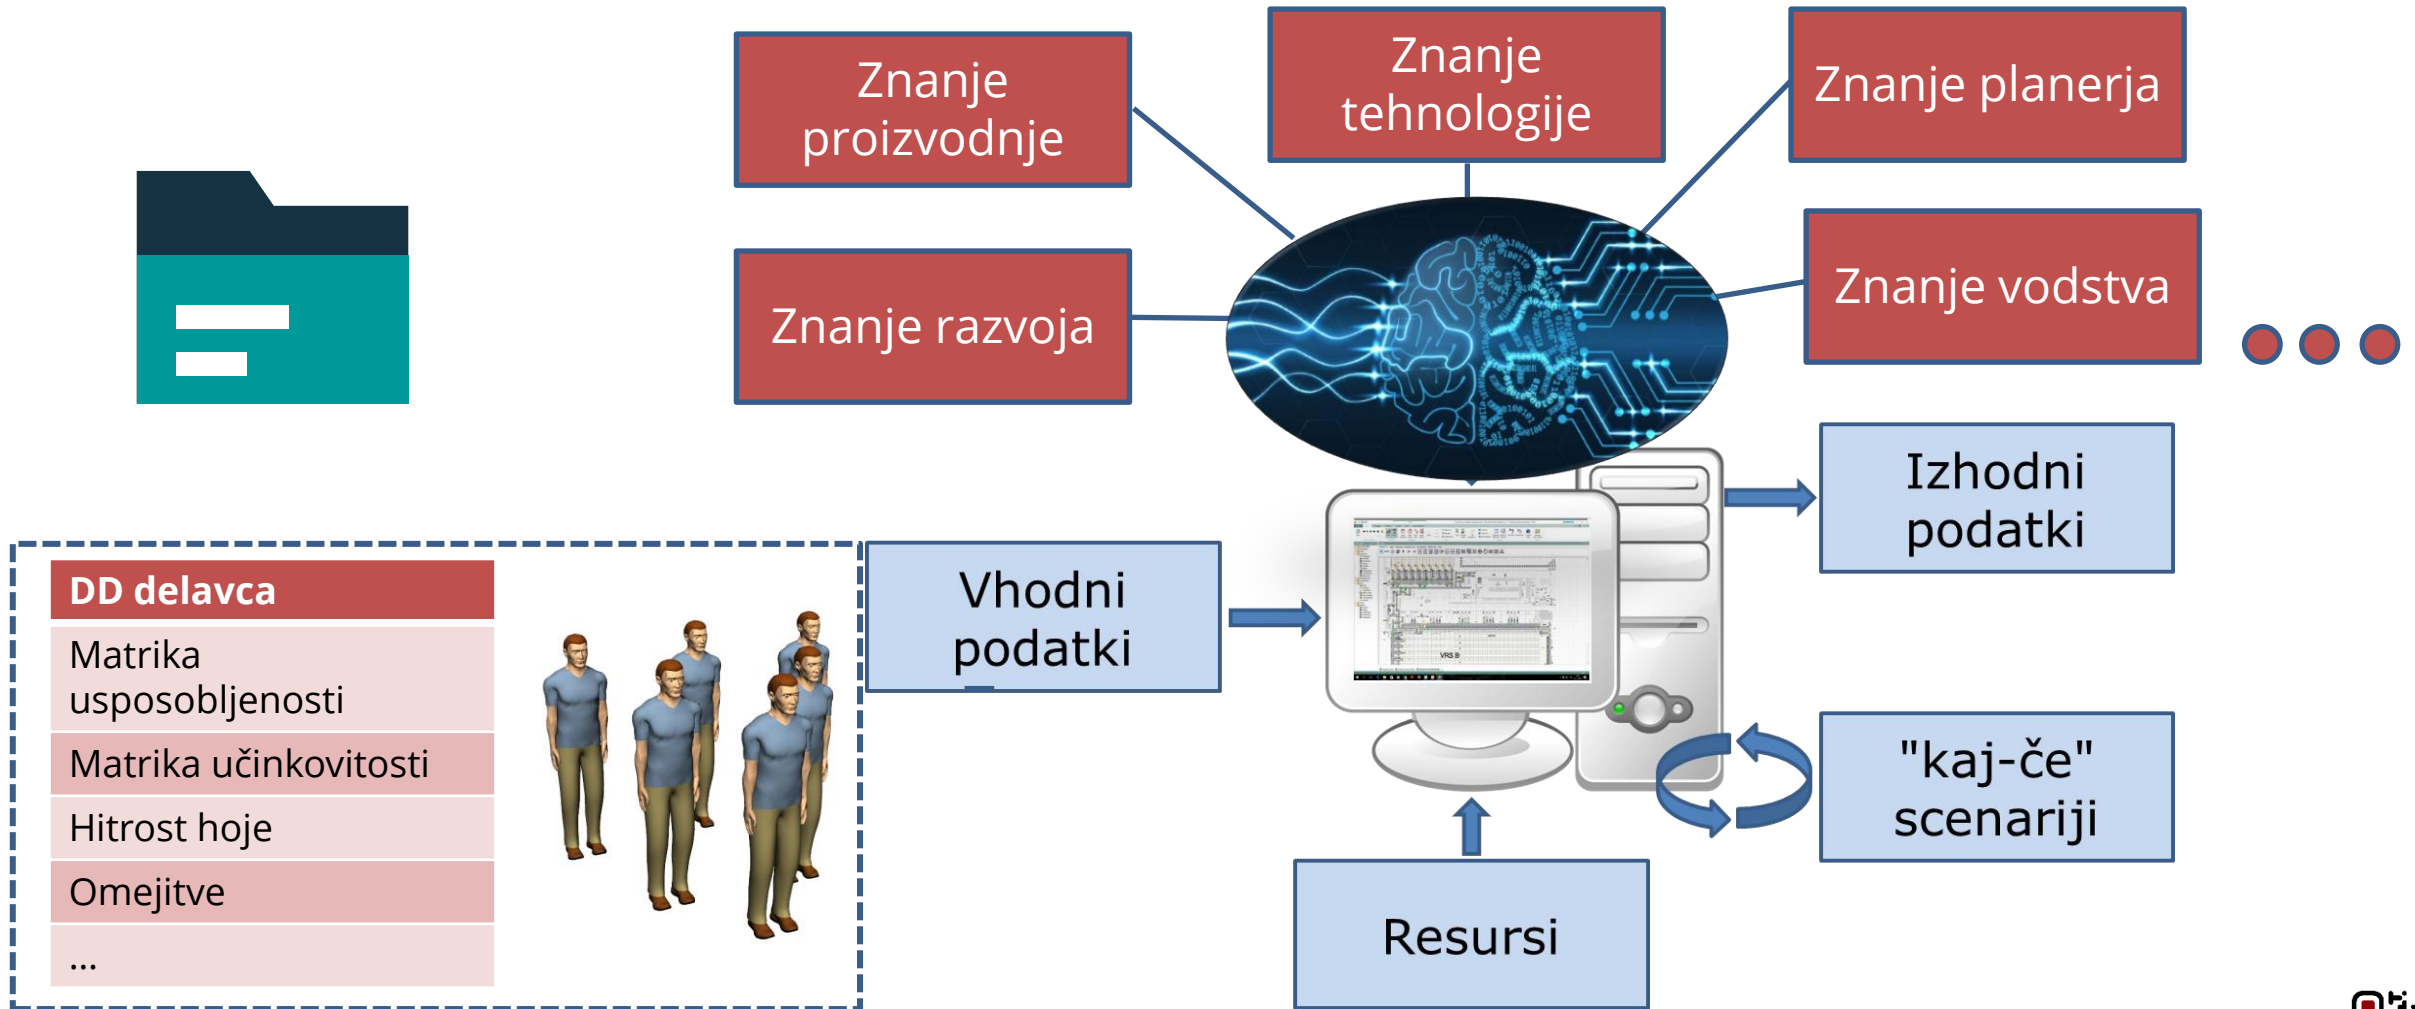 Znanje
proizvodnje
Znanje
tehnologije
Znanje planerja
Znanje razvoja
Znanje vodstva
Izhodni
podatki
Vhodni
podatki
DD delavca
Matrika
usposobljenosti
Matrika učinkovitosti
Hitrost hoje
Omejitve
...
VRS B
"kaj-če"
scenariji
Resursi